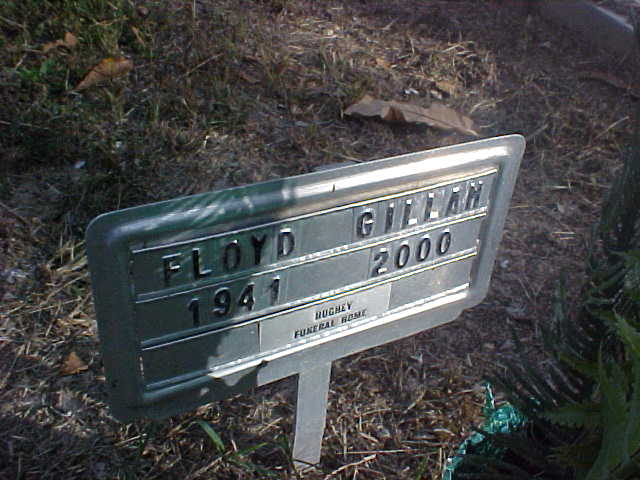 FLOYD GILLAM
1941 2000
HUGHEY
FUNERAL HOME